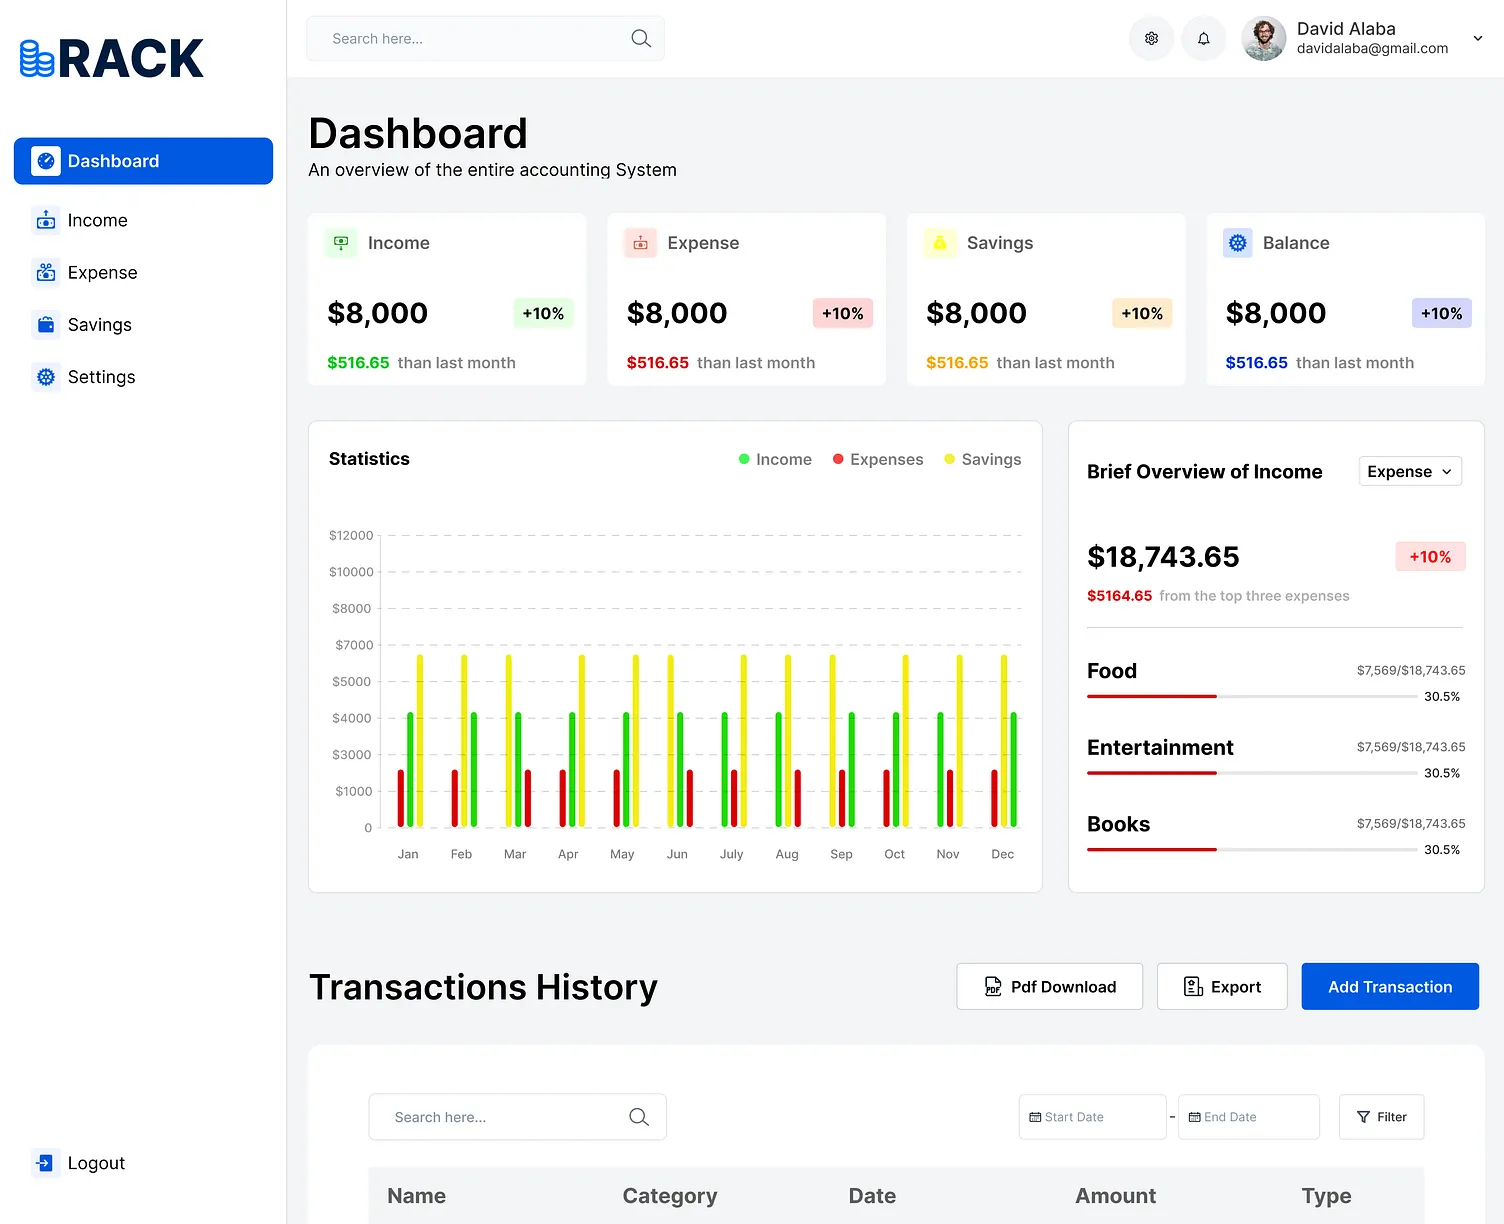 RACK
Search here...
David Alaba
davidalaba@gmail.com
Dashboard
Income
Expense
Savings
Settings
Logout
Dashboard
An overview of the entire accounting System
Income
$8,000
+10%
$516.65 than last month
Expense
$8,000
+10%
$516.65 than last month
Savings
$8,000
+10%
$516.65 than last month
Balance
$8,000
+10%
$516.65 than last month
Statistics
Income
Expenses
Savings
$12000
$10000
$8000
$7000
$5000
$4000
$3000
$1000
0
Jan Feb Mar Apr May Jun July Aug Sep Oct Nov Dec
Brief Overview of Income
Expense
$18,743.65
+10%
$5164.65 from the top three expenses
Food
$7,569/$18,743.65
30.5%
Entertainment
$7,569/$18,743.65
30.5%
Books
$7,569/$18,743.65
30.5%
Transactions History
PDF
Pdf Download
Export
Add Transaction
Search here...
Start Date
-
End Date
Filter
Name Category Date Amount Type